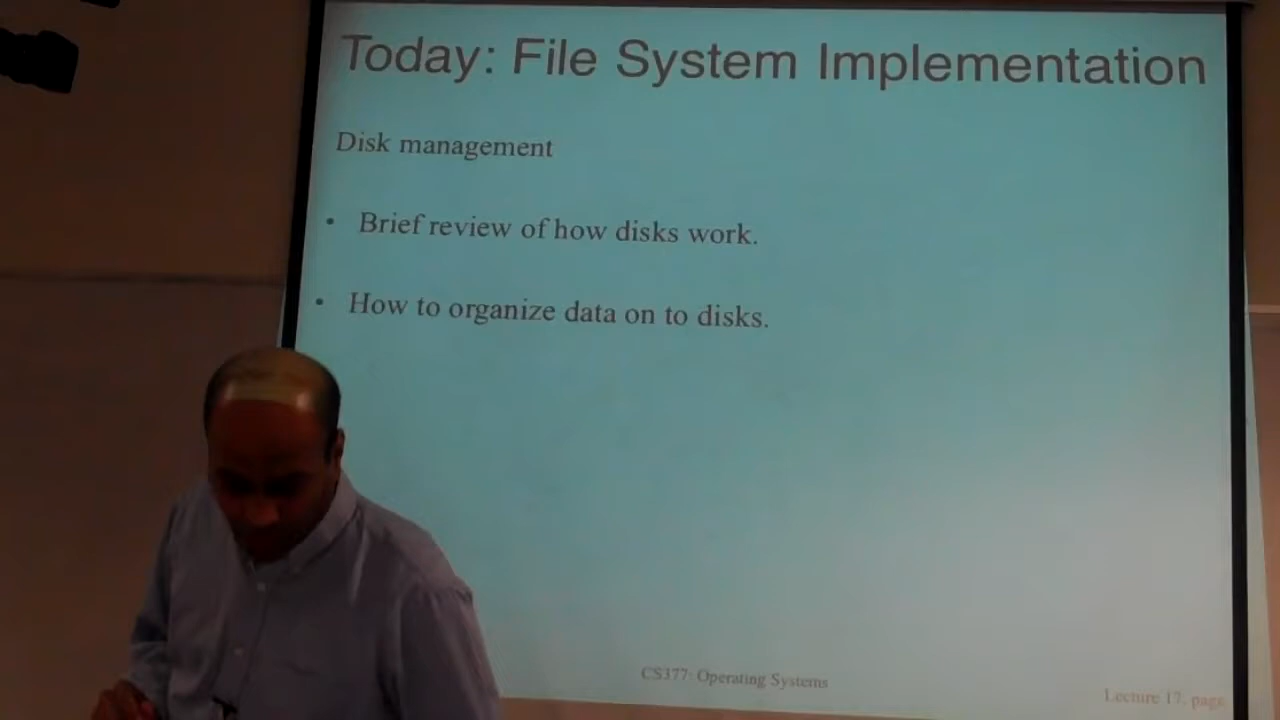 Today: File System Implementation
Disk management
• Brief review of how disks work.
• How to organize data on to disks.
CS377: Operating Systems
Lecture 17, page